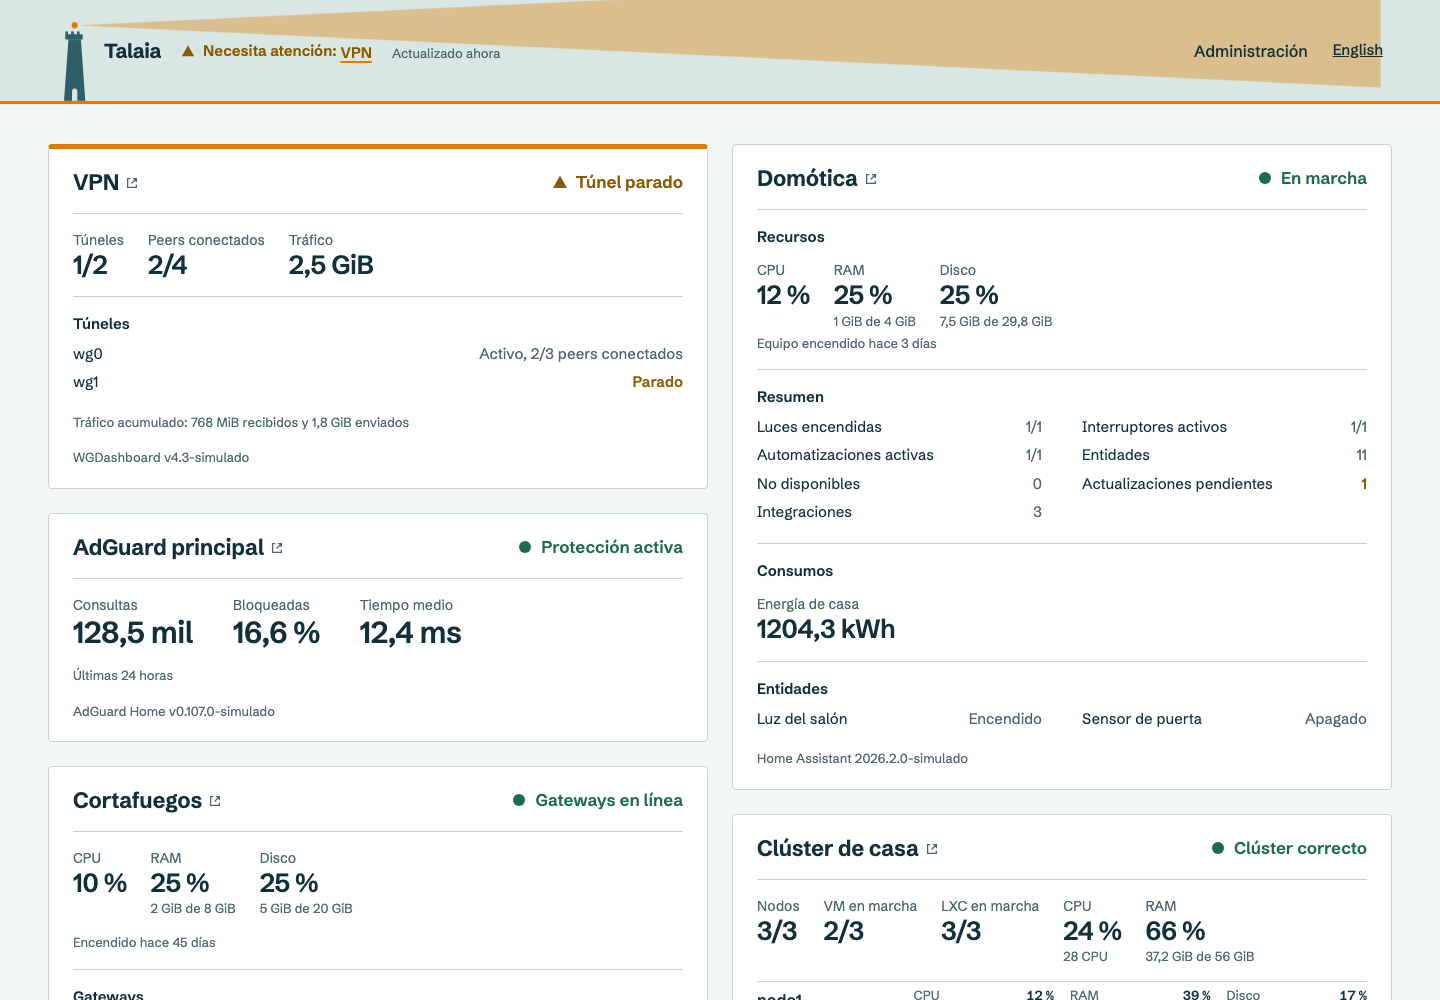 Talaia
Necesita atención: VPN
Actualizado ahora
Administración
English
VPN
Túnel parado
Túneles Peers conectados Tráfico
1/2 2/4 2,5 GiB
Túneles
wg0 Activo, 2/3 peers conectados
wg1 Parado
Tráfico acumulado: 768 MiB recibidos y 1,8 GiB enviados
WGDashboard v4.3-simulado
AdGuard principal
Protección activa
Consultas Bloqueadas Tiempo medio
128,5 mil 16,6 % 12,4 ms
Últimas 24 horas
AdGuard Home v0.107.0-simulado
Cortafuegos
Gateways en línea
CPU RAM Disco
10 % 25 % 25 %
2 GiB de 8 GiB 5 GiB de 20 GiB
Encendido hace 45 días
Gateways
Domótica
En marcha
Recursos
CPU RAM Disco
12 % 25 % 25 %
1 GiB de 4 GiB 7,5 GiB de 29,8 GiB
Equipo encendido hace 3 días
Resumen
Luces encendidas 1/1 Interruptores activos 1/1
Automatizaciones activas 1/1 Entidades 11
No disponibles 0 Actualizaciones pendientes 1
Integraciones 3
Consumos
Energía de casa
1204,3 kWh
Entidades
Luz del salón Encendido Sensor de puerta Apagado
Home Assistant 2026.2.0-simulado
Clúster de casa
Clúster correcto
Nodos VM en marcha LXC en marcha CPU RAM
3/3 2/3 3/3 24 % 66 %
28 CPU 37,2 GiB de 56 GiB
node1 CPU 12 % RAM 39 % Disco 17 %